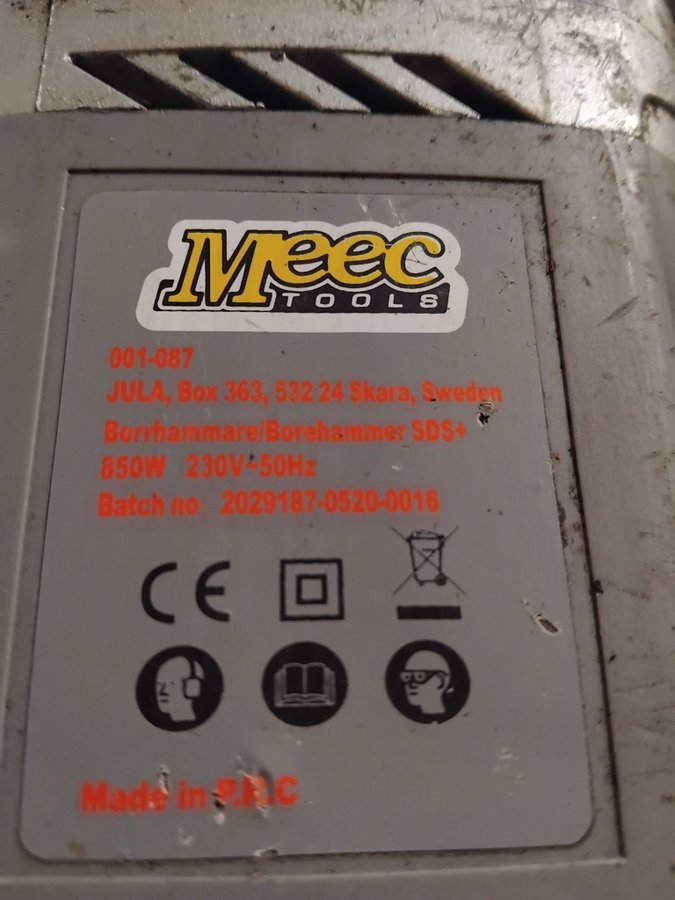 Meec
TOOLS
001-087
JULA, Box 363, 532 24 Skara, Sweden
Borrhammare/Borehammer SDS+
850W 230V~50Hz
Batch no: 2029187-0520-0016
CE
Made in P.R.C